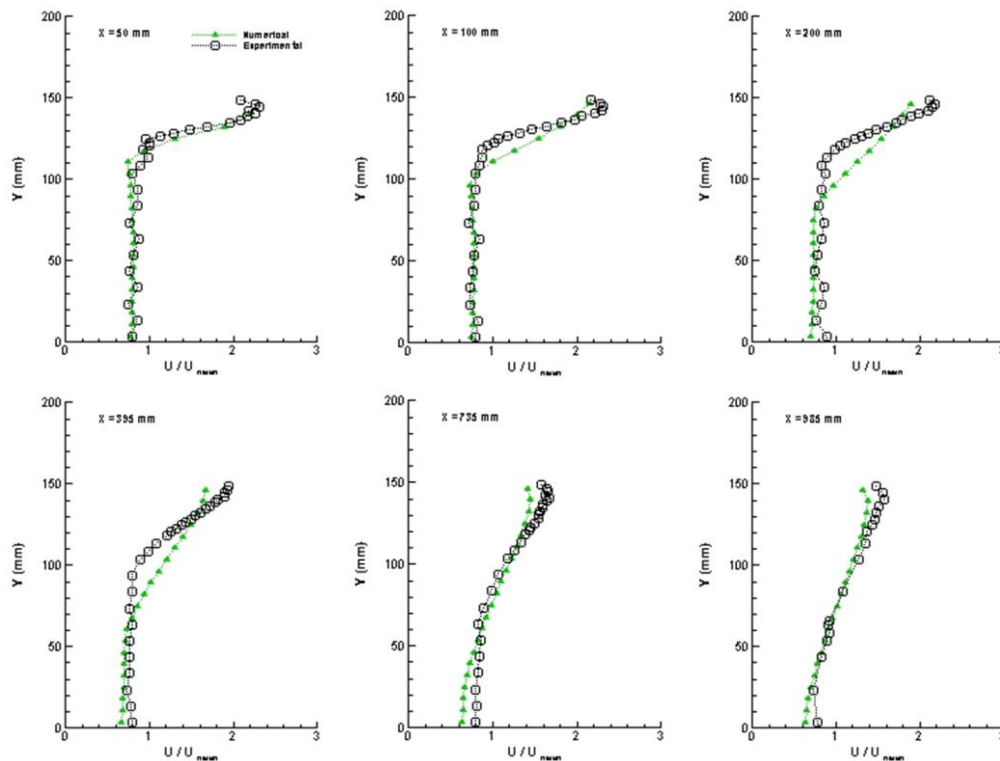 200
X = 50 mm
Numerical
Experimental
150
100
50
0
Y (mm)
0 1 2 3
U / U
200
X = 100 mm
150
100
50
0
Y (mm)
0 1 2 3
U / U
200
X = 200 mm
150
100
50
0
Y (mm)
0 1 2 3
U / U
200
X = 395 mm
150
100
50
0
Y (mm)
0 1 2 3
U / U
200
X = 735 mm
150
100
50
0
Y (mm)
0 1 2 3
U / U
200
X = 985 mm
150
100
50
0
Y (mm)
0 1 2 3
U / U